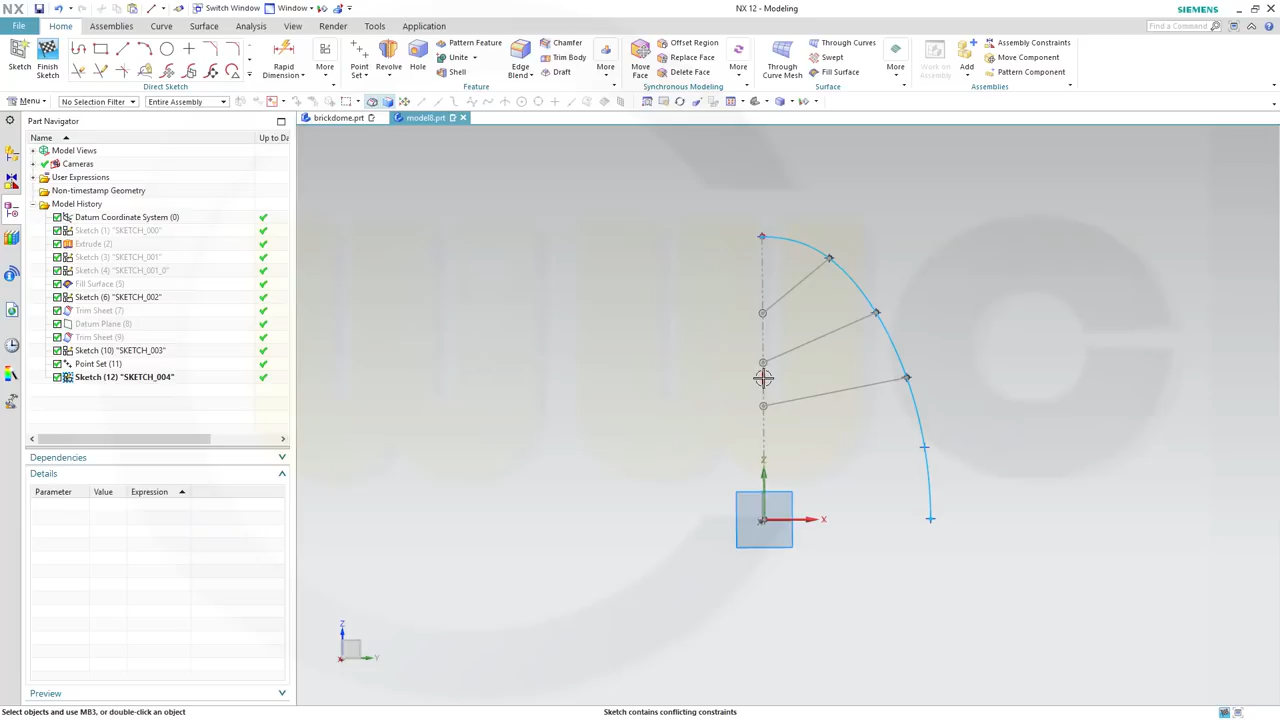 NX
Switch Window
Window
NX 12 - Modeling
SIEMENS
File
Home
Assemblies
Curve
Surface
Analysis
View
Render
Tools
Application
Find a Command
Sketch
Finish Sketch
Rapid Dimension
More
Direct Sketch
Point Set
Revolve
Hole
Pattern Feature
Unite
Shell
Edge Blend
Chamfer
Trim Body
Draft
More
Feature
Move Face
Offset Region
Replace Face
Delete Face
More
Synchronous Modeling
Through Curve Mesh
Through Curves
Swept
Fill Surface
More
Surface
Work on Assembly
Add
Assembly Constraints
Move Component
Pattern Component
Assemblies
Menu
No Selection Filter
Entire Assembly
Part Navigator
brickdome.prt
model8.prt
Name
Up to Da
Model Views
Cameras
User Expressions
Non-timestamp Geometry
Model History
Datum Coordinate System (0)
Sketch (1) "SKETCH_000"
Extrude (2)
Sketch (3) "SKETCH_001"
Sketch (4) "SKETCH_001_0"
Fill Surface (5)
Sketch (6) "SKETCH_002"
Trim Sheet (7)
Datum Plane (8)
Trim Sheet (9)
Sketch (10) "SKETCH_003"
Point Set (11)
Sketch (12) "SKETCH_004"
Dependencies
Details
Parameter
Value
Expression
Preview
Z
X
Z
Y
X
Select objects and use MB3, or double-click an object
Sketch contains conflicting constraints